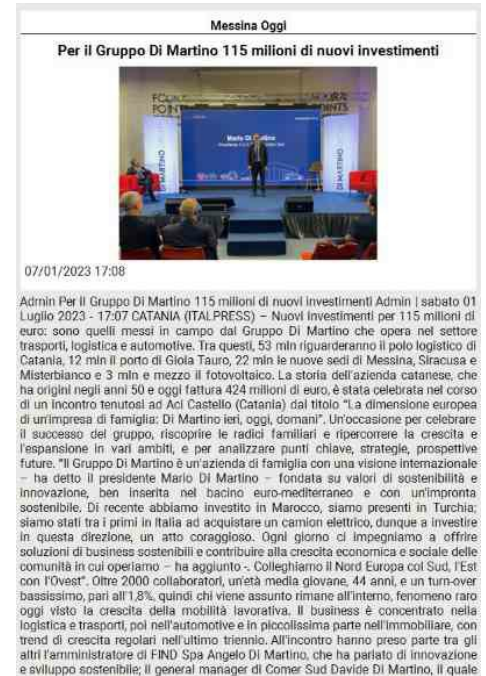 Messina Oggi
Per il Gruppo Di Martino 115 milioni di nuovi investimenti
Mario Di Martino
DI MARTINO
DI MARTINO
07/01/2023 17:08
Admin Per Il Gruppo Di Martino 115 milioni di nuovi investimenti Admin | sabato 01
Luglio 2023 - 17:07 CATANIA (ITALPRESS) – Nuovi investimenti per 115 milioni di
euro: sono quelli messi in campo dal Gruppo Di Martino che opera nel settore
trasporti, logistica e automotive. Tra questi, 53 mln riguarderanno il polo logistico di
Catania, 12 mln il porto di Gioia Tauro, 22 mln le nuove sedi di Messina, Siracusa e
Misterbianco e 3 mln e mezzo il fotovoltaico. La storia dell'azienda catanese, che
ha origini negli anni 50 e oggi fattura 424 milioni di euro, è stata celebrata nel corso
di un incontro tenutosi ad Aci Castello (Catania) dal titolo "La dimensione europea
di un'impresa di famiglia: Di Martino ieri, oggi, domani". Un'occasione per celebrare
il successo del gruppo, riscoprire le radici familiari e ripercorrere la crescita e
l'espansione in vari ambiti, e per analizzare punti chiave, strategie, prospettive
future. "Il Gruppo Di Martino è un'azienda di famiglia con una visione internazionale
– ha detto il presidente Mario Di Martino – fondata su valori di sostenibilità e
innovazione, ben inserita nel bacino euro-mediterraneo e con un'impronta
sostenibile. Di recente abbiamo investito in Marocco, siamo presenti in Turchia;
siamo stati tra i primi in Italia ad acquistare un camion elettrico, dunque a investire
in questa direzione, un atto coraggioso. Ogni giorno ci impegniamo a offrire
soluzioni di business sostenibili e contribuire alla crescita economica e sociale delle
comunità in cui operiamo – ha aggiunto -. Colleghiamo il Nord Europa col Sud, l'Est
con l'Ovest". Oltre 2000 collaboratori, un'età media giovane, 44 anni, e un turn-over
bassissimo, pari all'1,8%, quindi chi viene assunto rimane all'interno, fenomeno raro
oggi visto la crescita della mobilità lavorativa. Il business è concentrato nella
logistica e trasporti, poi nell'automotive e in piccolissima parte nell'immobiliare, con
trend di crescita regolari nell'ultimo triennio. All'incontro hanno preso parte tra gli
altri l'amministratore di FIND Spa Angelo Di Martino, che ha parlato di innovazione
e sviluppo sostenibile; il general manager di Comer Sud Davide Di Martino, il quale